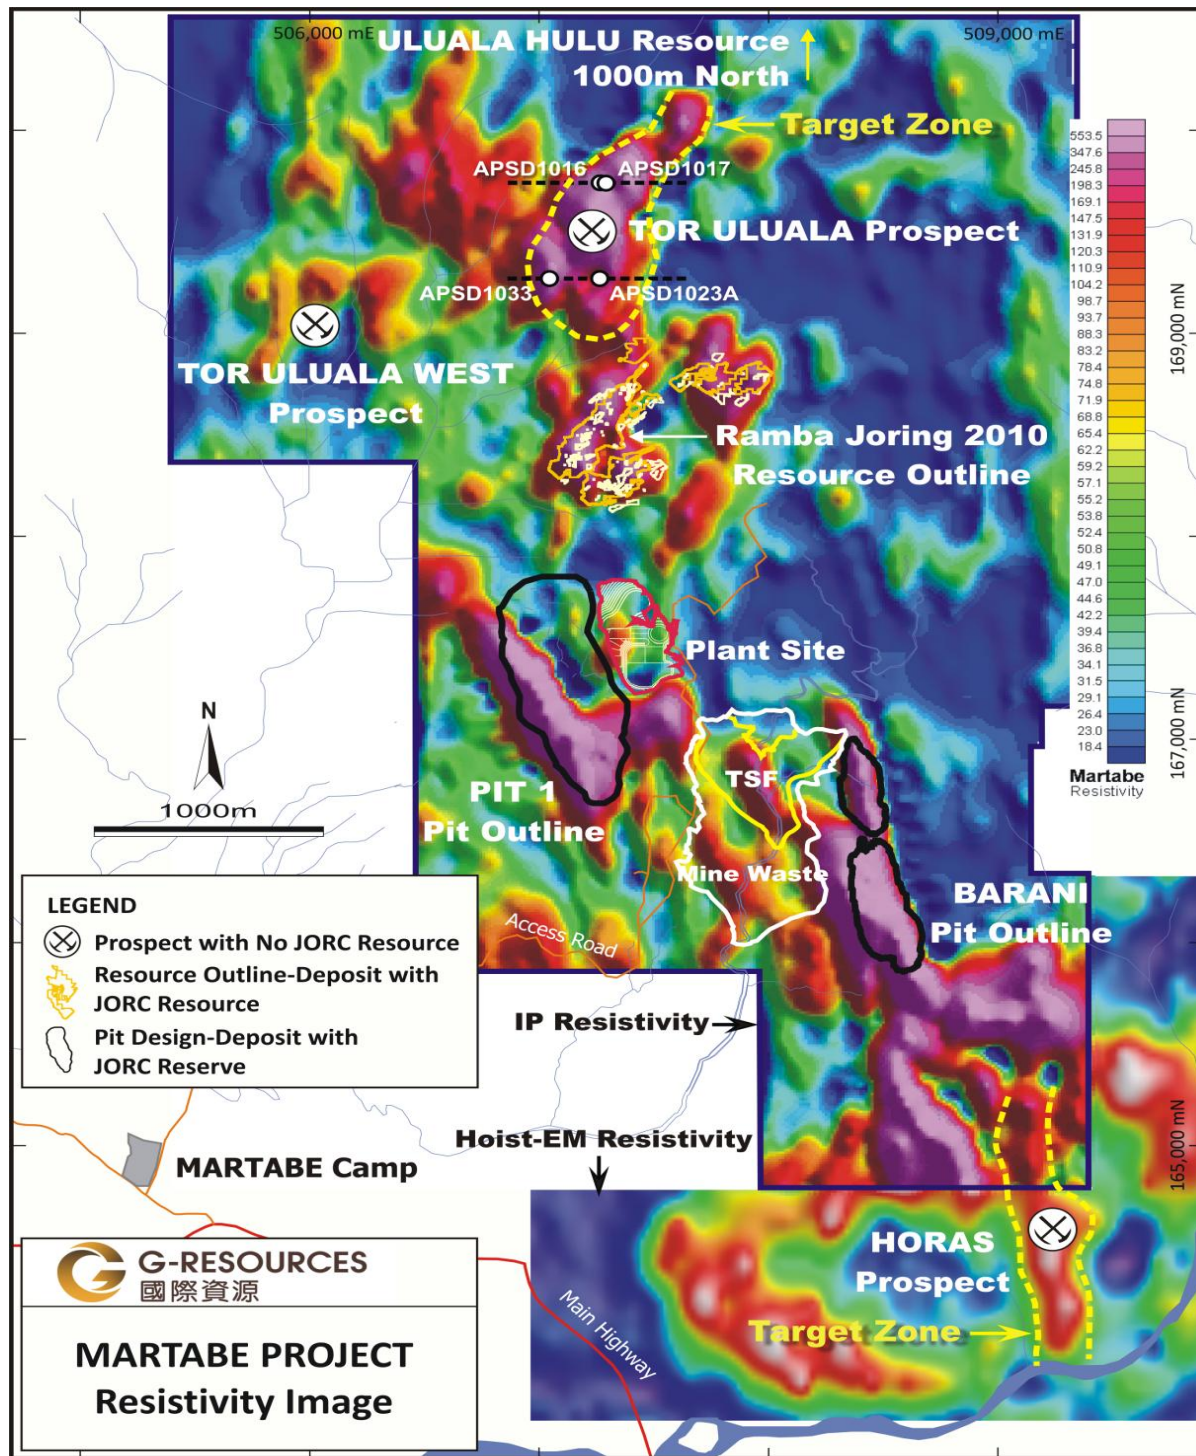 506,000 mE
509,000 mE
ULUALA HULU Resource
1000m North
Target Zone
APSD1016
APSD1017
TOR ULUALA Prospect
APSD1033
APSD1023A
TOR ULUALA WEST
Prospect
Ramba Joring 2010
Resource Outline
553.5
347.6
245.8
198.3
169.1
147.5
131.9
120.3
110.9
104.2
98.7
93.7
88.3
83.2
78.4
74.8
71.9
68.8
65.4
62.2
59.2
57.1
55.2
52.4
50.8
49.1
47.0
44.6
42.2
39.4
36.8
34.1
31.5
29.1
26.4
23.0
18.4
Martabe
Resistivity
169,000 mN
167,000 mN
165,000 mN
Plant Site
N
1000m
PIT 1
Pit Outline
TSF
Mine Waste
BARANI
Pit Outline
Access Road
LEGEND
Prospect with No JORC Resource
Resource Outline-Deposit with
JORC Resource
Pit Design-Deposit with
JORC Reserve
IP Resistivity
Hoist-EM Resistivity
MARTABE Camp
HORAS
Prospect
Target Zone
Main Highway
G-RESOURCES
國際資源
MARTABE PROJECT
Resistivity Image